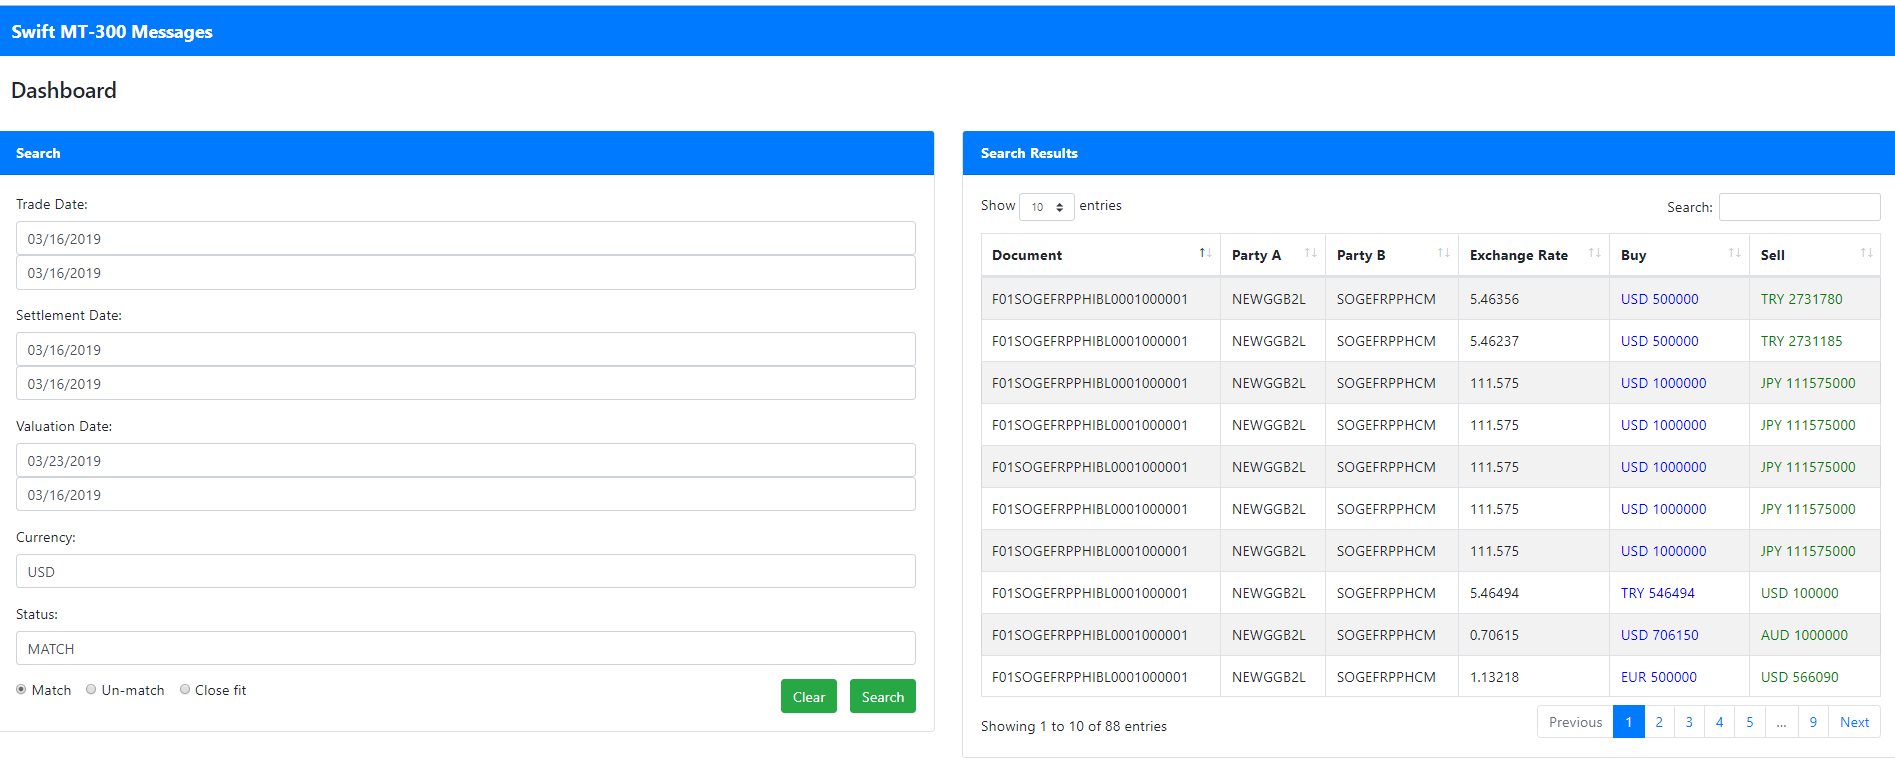 Swift MT-300 Messages
Dashboard
Search
Trade Date:
03/16/2019
03/16/2019
Settlement Date:
03/16/2019
03/16/2019
Valuation Date:
03/23/2019
03/16/2019
Currency:
USD
Status:
MATCH
Match Un-match Close fit Clear Search
Search Results
Show 10 entries Search:
Document Party A Party B Exchange Rate Buy Sell
F01SOGEFRPPHIBL0001000001 NEWGGB2L SOGEFRPPHCM 5.46356 USD 500000 TRY 2731780
F01SOGEFRPPHIBL0001000001 NEWGGB2L SOGEFRPPHCM 5.46237 USD 500000 TRY 2731185
F01SOGEFRPPHIBL0001000001 NEWGGB2L SOGEFRPPHCM 111.575 USD 1000000 JPY 111575000
F01SOGEFRPPHIBL0001000001 NEWGGB2L SOGEFRPPHCM 111.575 USD 1000000 JPY 111575000
F01SOGEFRPPHIBL0001000001 NEWGGB2L SOGEFRPPHCM 111.575 USD 1000000 JPY 111575000
F01SOGEFRPPHIBL0001000001 NEWGGB2L SOGEFRPPHCM 111.575 USD 1000000 JPY 111575000
F01SOGEFRPPHIBL0001000001 NEWGGB2L SOGEFRPPHCM 111.575 USD 1000000 JPY 111575000
F01SOGEFRPPHIBL0001000001 NEWGGB2L SOGEFRPPHCM 5.46494 TRY 546494 USD 100000
F01SOGEFRPPHIBL0001000001 NEWGGB2L SOGEFRPPHCM 0.70615 USD 706150 AUD 1000000
F01SOGEFRPPHIBL0001000001 NEWGGB2L SOGEFRPPHCM 1.13218 EUR 500000 USD 566090
Showing 1 to 10 of 88 entries Previous 1 2 3 4 5 ... 9 Next